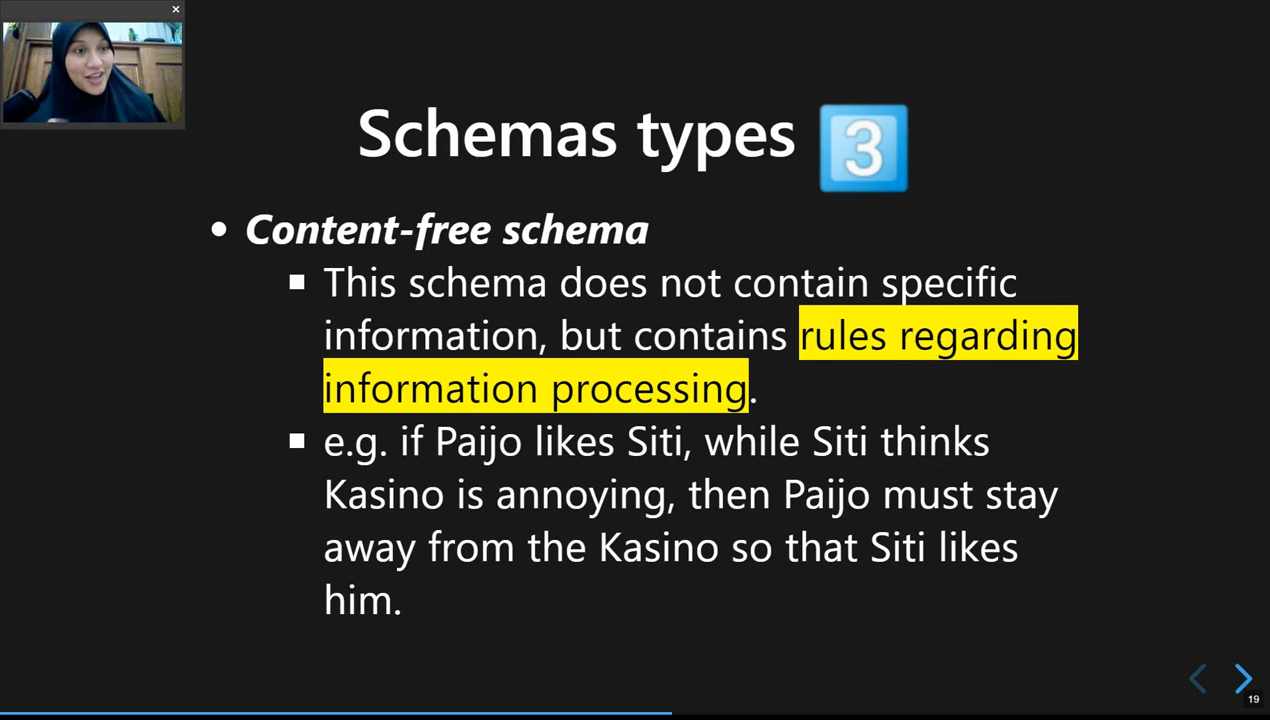 Schemas types 3
Content-free schema
This schema does not contain specific
information, but contains rules regarding
information processing.
e.g. if Paijo likes Siti, while Siti thinks
Kasino is annoying, then Paijo must stay
away from the Kasino so that Siti likes
him.
19